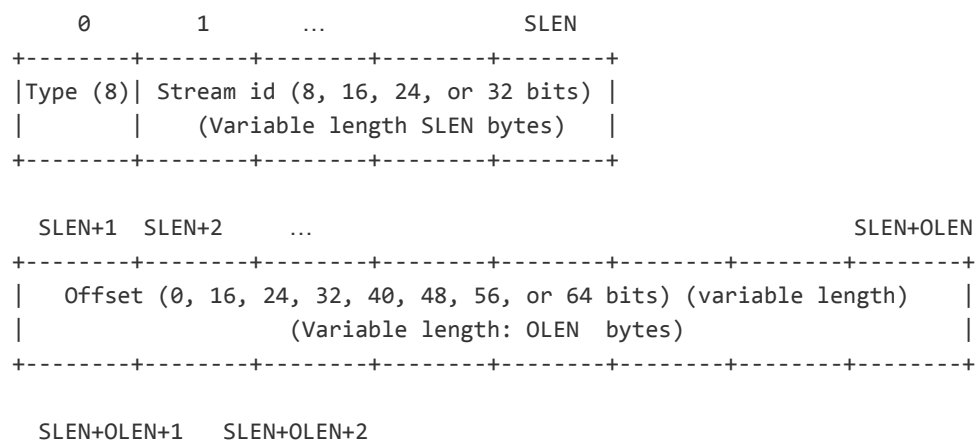 0        1       …               SLEN
+--------+--------+--------+--------+--------+
|Type (8)| Stream id (8, 16, 24, or 32 bits) |
|        |    (Variable length SLEN bytes)   |
+--------+--------+--------+--------+--------+
  SLEN+1  SLEN+2     …                                         SLEN+OLEN
+--------+--------+--------+--------+--------+--------+--------+--------+
|   Offset (0, 16, 24, 32, 40, 48, 56, or 64 bits) (variable length)    |
|                    (Variable length: OLEN  bytes)                     |
+--------+--------+--------+--------+--------+--------+--------+--------+
  SLEN+OLEN+1   SLEN+OLEN+2